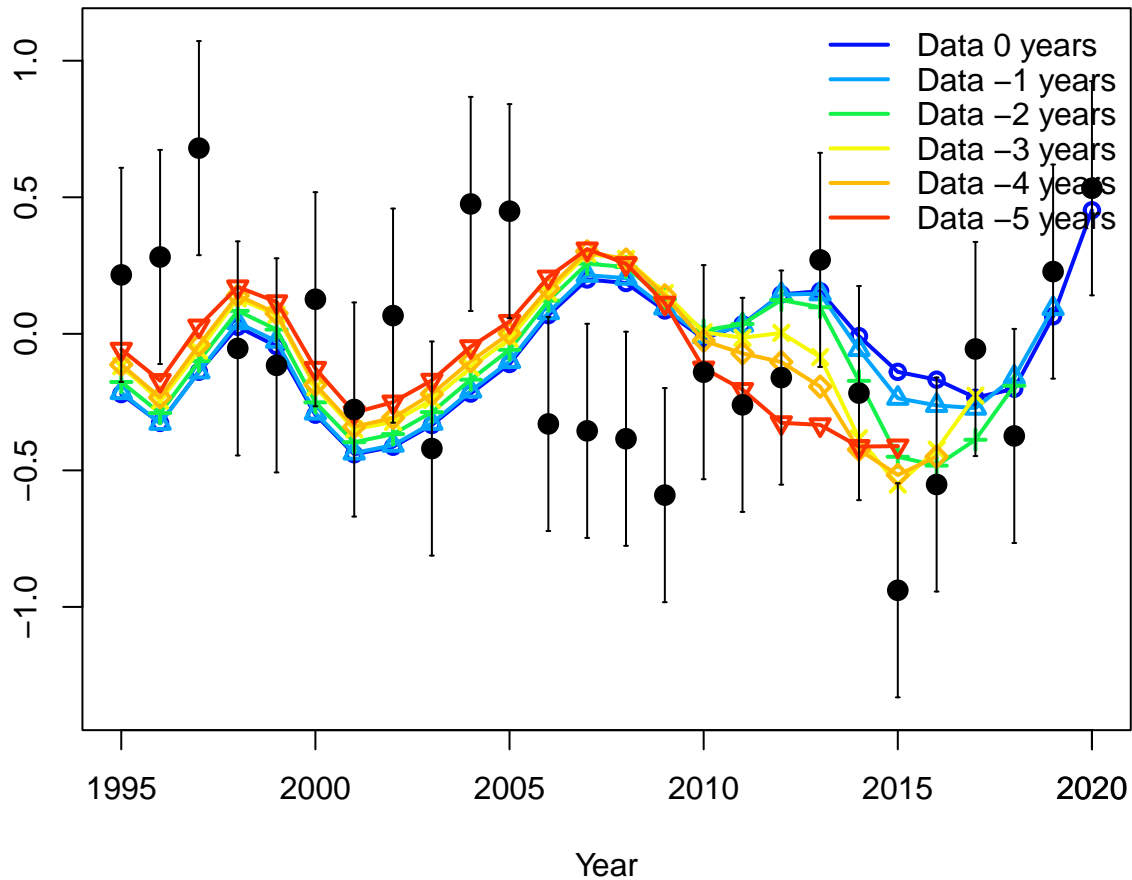 Data 0 years
Data −1 years
Data −2 years
Data −3 years
Data −4 years
Data −5 years
1.0
0.5
0.0
−0.5
−1.0
1995 2000 2005 2010 2015 2020
Year